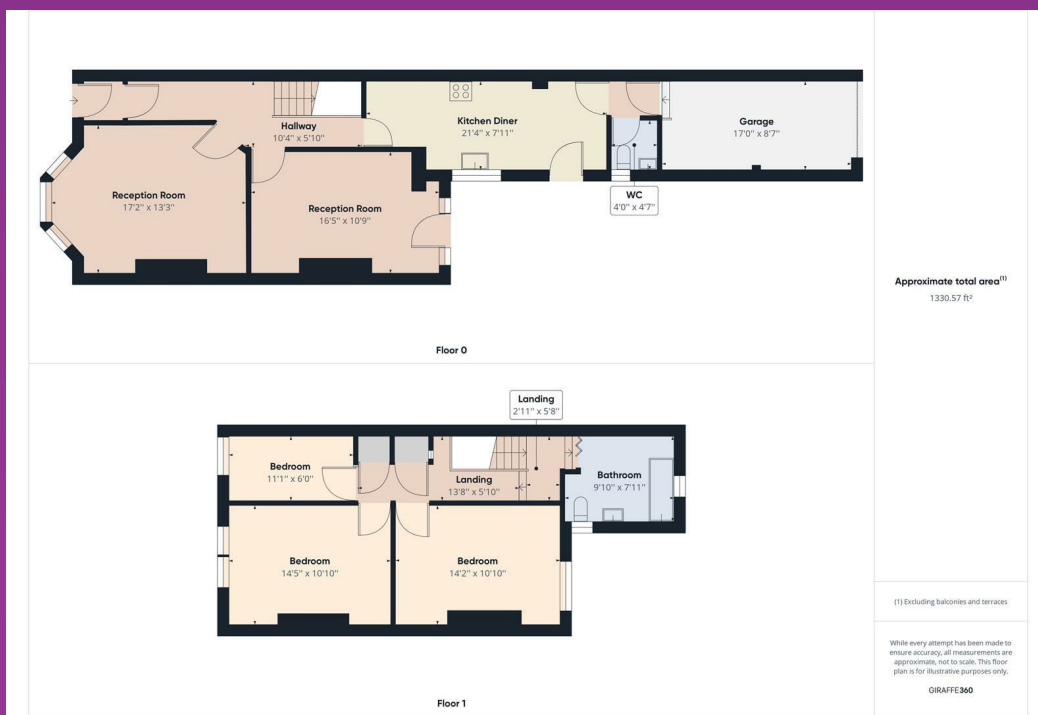 Hallway
10'4'' x 5'10''
Kitchen Diner
21'4'' x 7'11''
Garage
17'0'' x 8'7''
Reception Room
17'2'' x 13'3''
Reception Room
16'5'' x 10'9''
WC
4'0'' x 4'7''
Floor 0
Landing
2'11'' x 5'8''
Bedroom
11'1'' x 6'0''
Landing
13'8'' x 5'10''
Bathroom
9'10'' x 7'11''
Bedroom
14'5'' x 10'10''
Bedroom
14'2'' x 10'10''
Floor 1
Approximate total area(1)
1330.57 ft²
(1) Excluding balconies and terraces
While every attempt has been made to
ensure accuracy, all measurements are
approximate, not to scale. This floor
plan is for illustrative purposes only.
GIRAFFE360